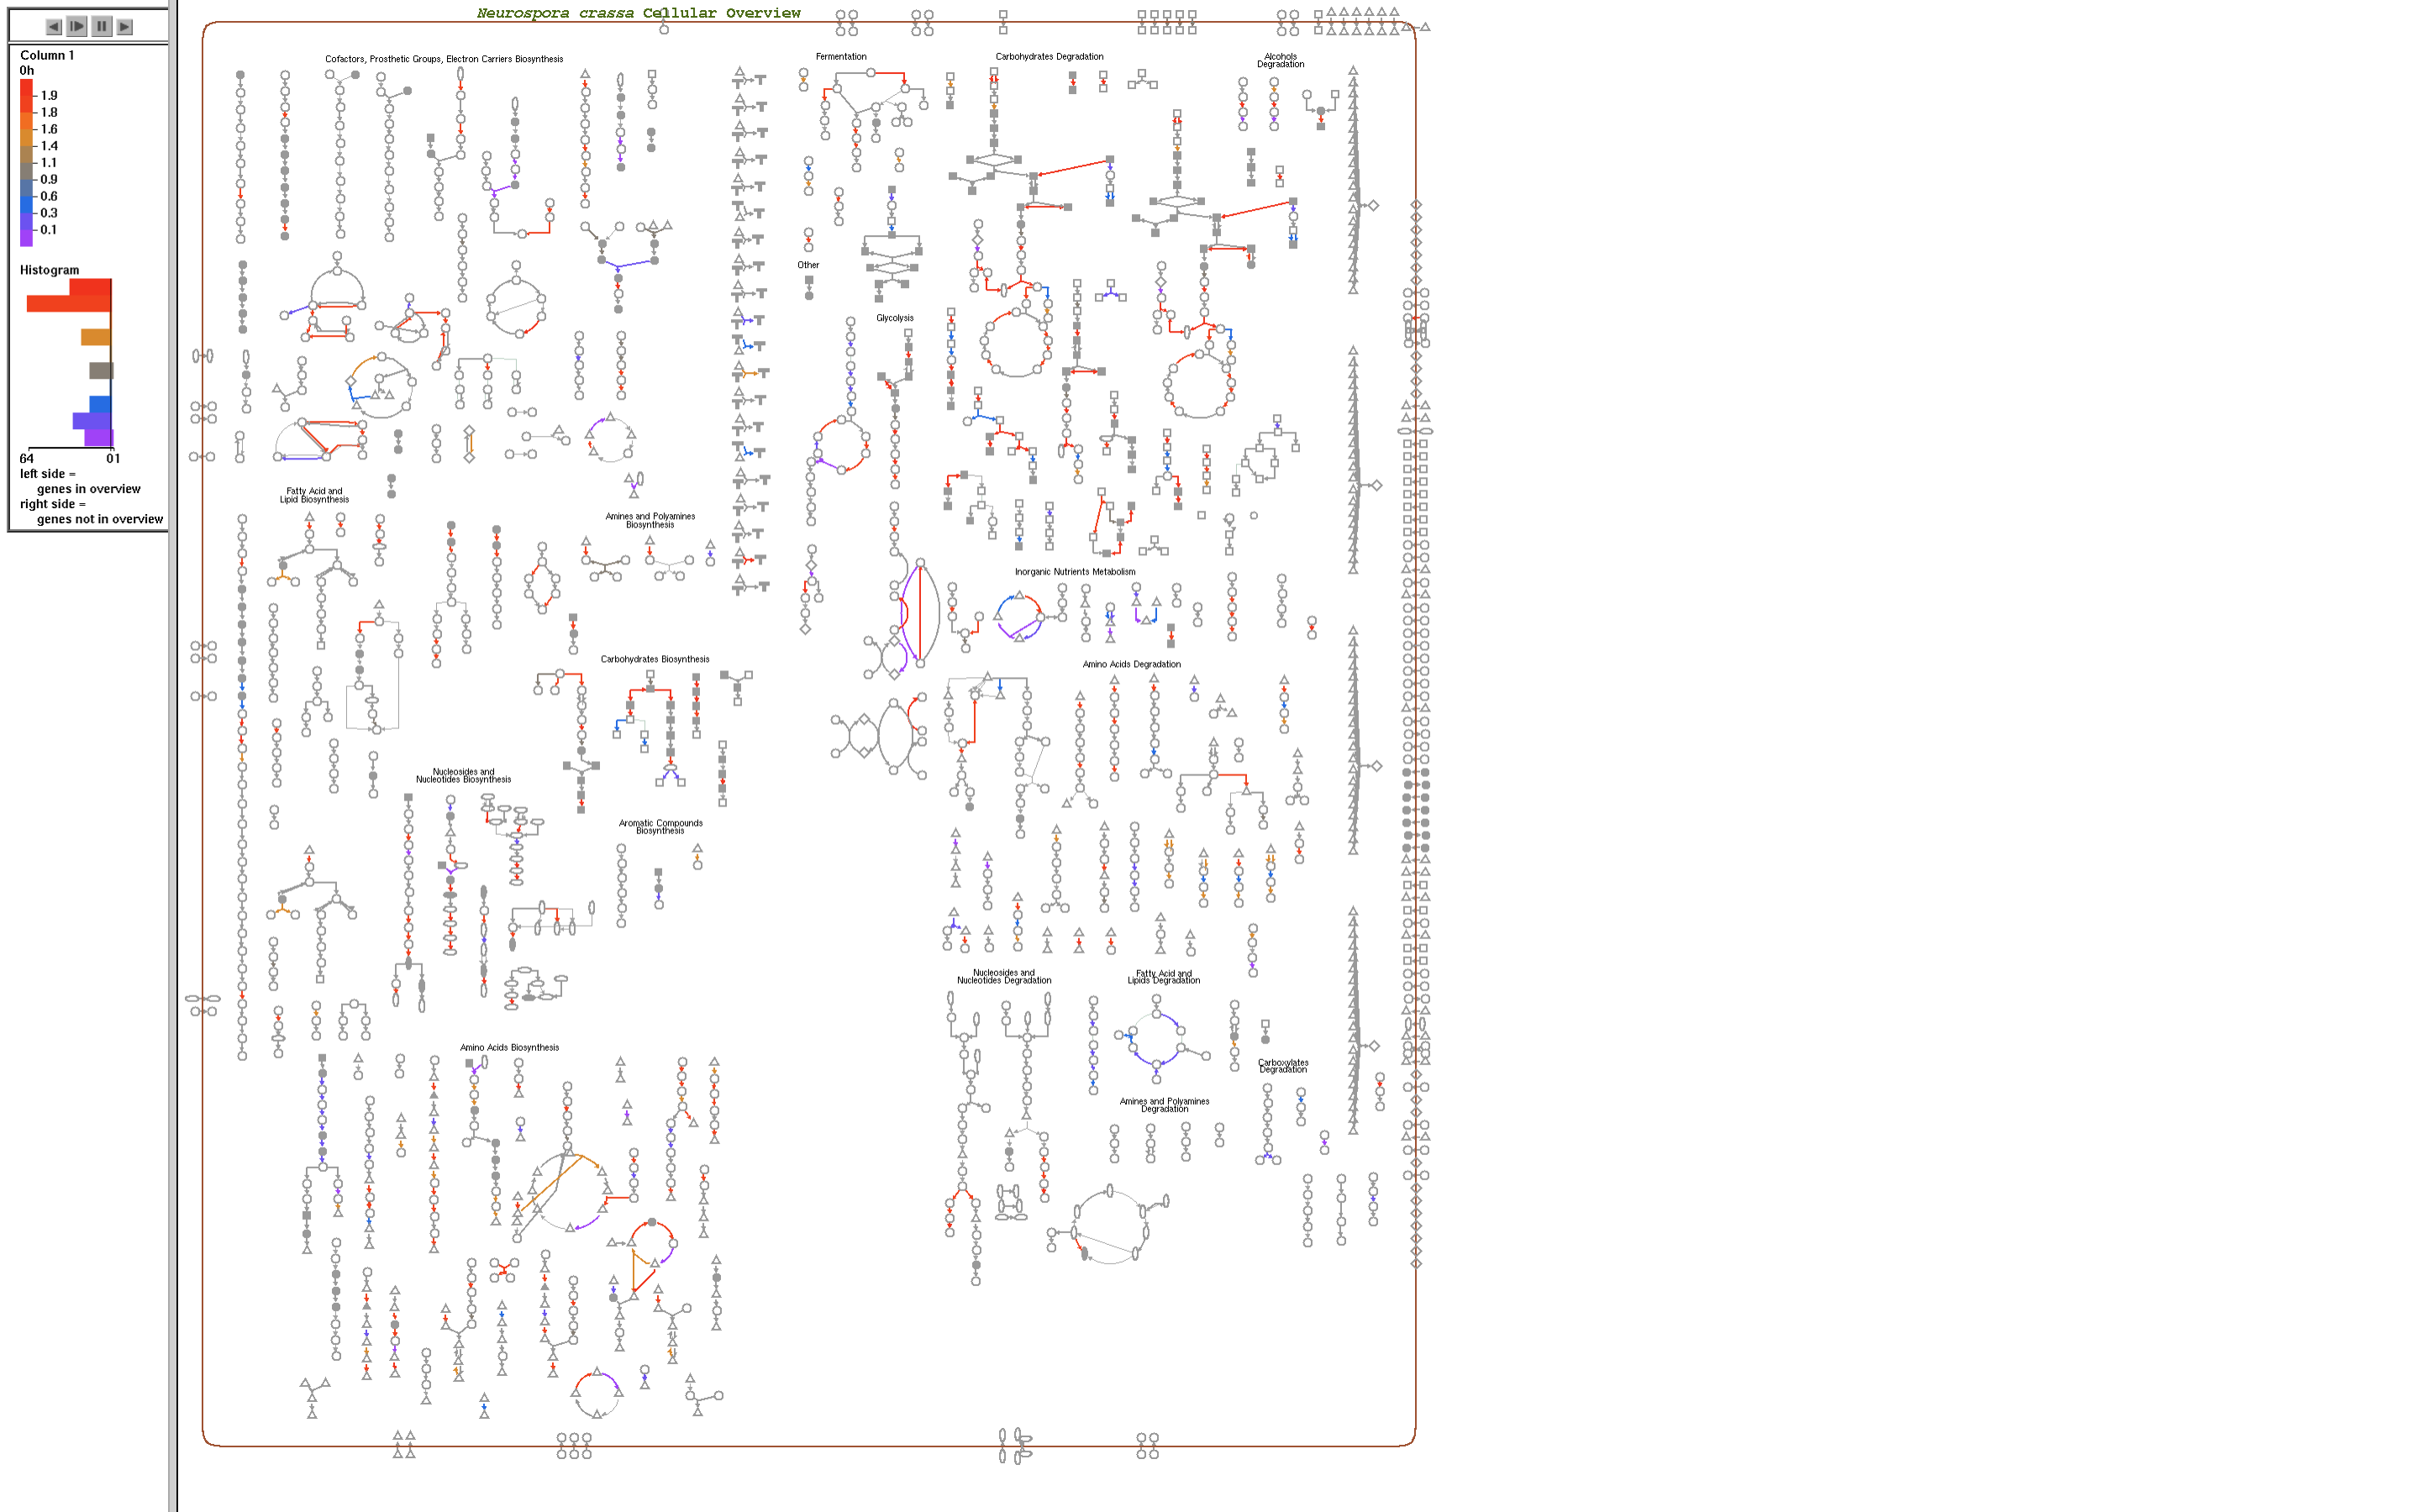 Neurospora crassa Cellular Overview
Column 1
0h
1.9
1.8
1.6
1.4
1.1
0.9
0.6
0.3
0.1
Histogram
64
0 1
left side =
genes in overview
right side =
genes not in overview
Cofactors, Prosthetic Groups, Electron Carriers Biosynthesis
Fermentation
Carbohydrates Degradation
Alcohols
Degradation
Other
Glycolysis
Fatty Acid and
Lipid Biosynthesis
Amines and Polyamines
Biosynthesis
Inorganic Nutrients Metabolism
Carbohydrates Biosynthesis
Amino Acids Degradation
Nucleosides and
Nucleotides Biosynthesis
Aromatic Compounds
Biosynthesis
Nucleosides and
Nucleotides Degradation
Fatty Acid and
Lipids Degradation
Amino Acids Biosynthesis
Carboxylates
Degradation
Amines and Polyamines
Degradation